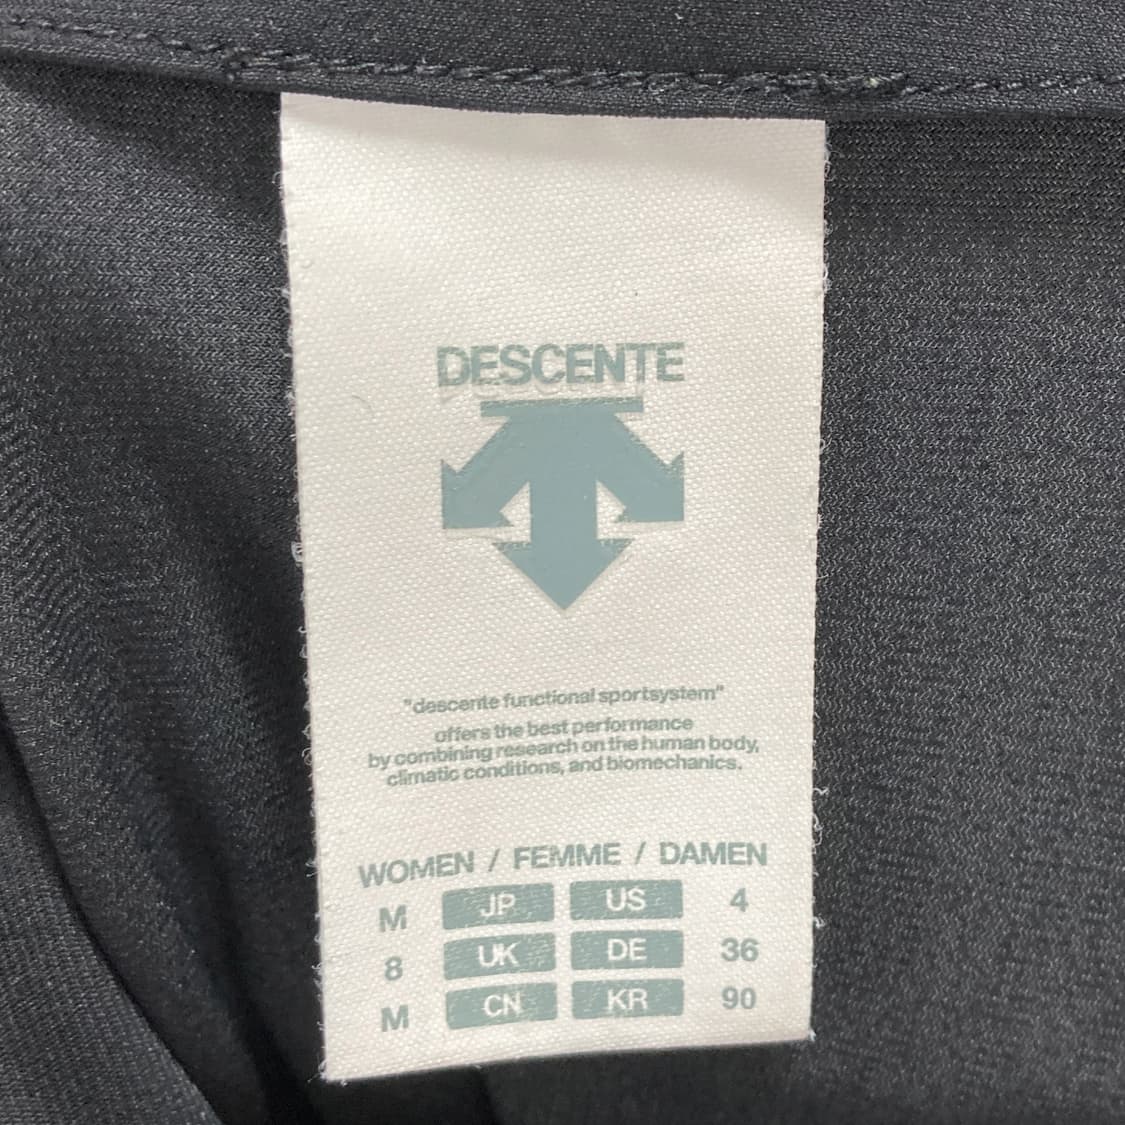 DESCENTE
"descente functional sportsystem"
offers the best performance
by combining research on the human body,
climatic conditions, and biomechanics.
WOMEN / FEMME / DAMEN
M JP US 4
8 UK DE 36
M CN KR 90